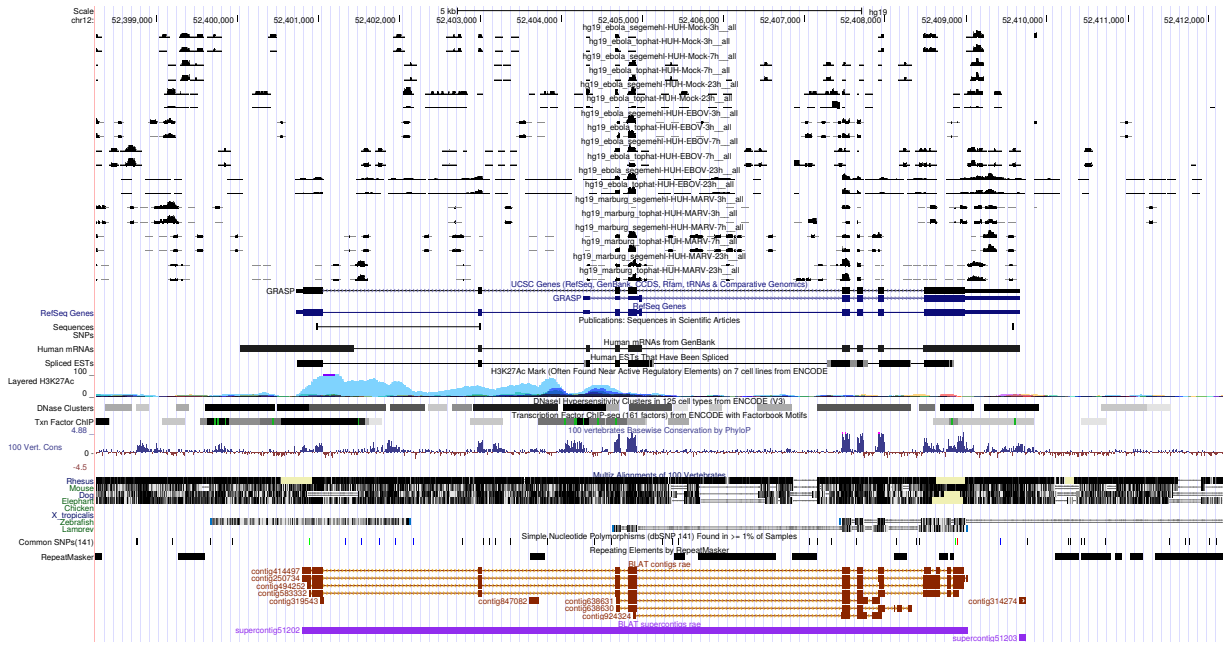 Scale 5 kb hg19
chr12: 52,399,000 52,400,000 52,401,000 52,402,000 52,403,000 52,404,000 52,405,000 52,406,000 52,407,000 52,408,000 52,409,000 52,410,000 52,411,000 52,412,000
hg19_ebola_segemehl-HUH-Mock-3h__all
hg19_ebola_tophat-HUH-Mock-3h__all
hg19_ebola_segemehl-HUH-Mock-7h__all
hg19_ebola_tophat-HUH-Mock-7h__all
hg19_ebola_segemehl-HUH-Mock-23h__all
hg19_ebola_tophat-HUH-Mock-23h__all
hg19_ebola_segemehl-HUH-EBOV-3h__all
hg19_ebola_tophat-HUH-EBOV-3h__all
hg19_ebola_segemehl-HUH-EBOV-7h__all
hg19_ebola_tophat-HUH-EBOV-7h__all
hg19_ebola_segemehl-HUH-EBOV-23h__all
hg19_ebola_tophat-HUH-EBOV-23h__all
hg19_marburg_segemehl-HUH-MARV-3h__all
hg19_marburg_tophat-HUH-MARV-3h__all
hg19_marburg_segemehl-HUH-MARV-7h__all
hg19_marburg_tophat-HUH-MARV-7h__all
hg19_marburg_segemehl-HUH-MARV-23h__all
hg19_marburg_tophat-HUH-MARV-23h__all
UCSC Genes (RefSeq, GenBank, CCDS, Rfam, tRNAs & Comparative Genomics)
GRASP
GRASP
RefSeq Genes
RefSeq Genes
Publications: Sequences in Scientific Articles
Sequences
SNPs
Human mRNAs from GenBank
Human mRNAs
Human ESTs That Have Been Spliced
Spliced ESTs
H3K27Ac Mark (Often Found Near Active Regulatory Elements) on 7 cell lines from ENCODE
100
Layered H3K27Ac
0
DNaseI Hypersensitivity Clusters in 125 cell types from ENCODE (V3)
DNase Clusters
Transcription Factor ChIP-seq (161 factors) from ENCODE with Factorbook Motifs
Txn Factor ChIP
100 vertebrates Basewise Conservation by PhyloP
4.88
100 Vert. Cons
0
-4.5
Multiz Alignments of 100 Vertebrates
Rhesus
Mouse
Dog
Elephant
Chicken
X_tropicalis
Zebrafish
Lamprey
Simple Nucleotide Polymorphisms (dbSNP 141) Found in >= 1% of Samples
Common SNPs(141)
Repeating Elements by RepeatMasker
RepeatMasker
BLAT contigs rae
contig414497
contig250734
contig494252
contig583332
contig319543 contig847082 contig638631 contig314274
contig638630
contig924324
BLAT supercontigs rae
supercontig51202
supercontig51203